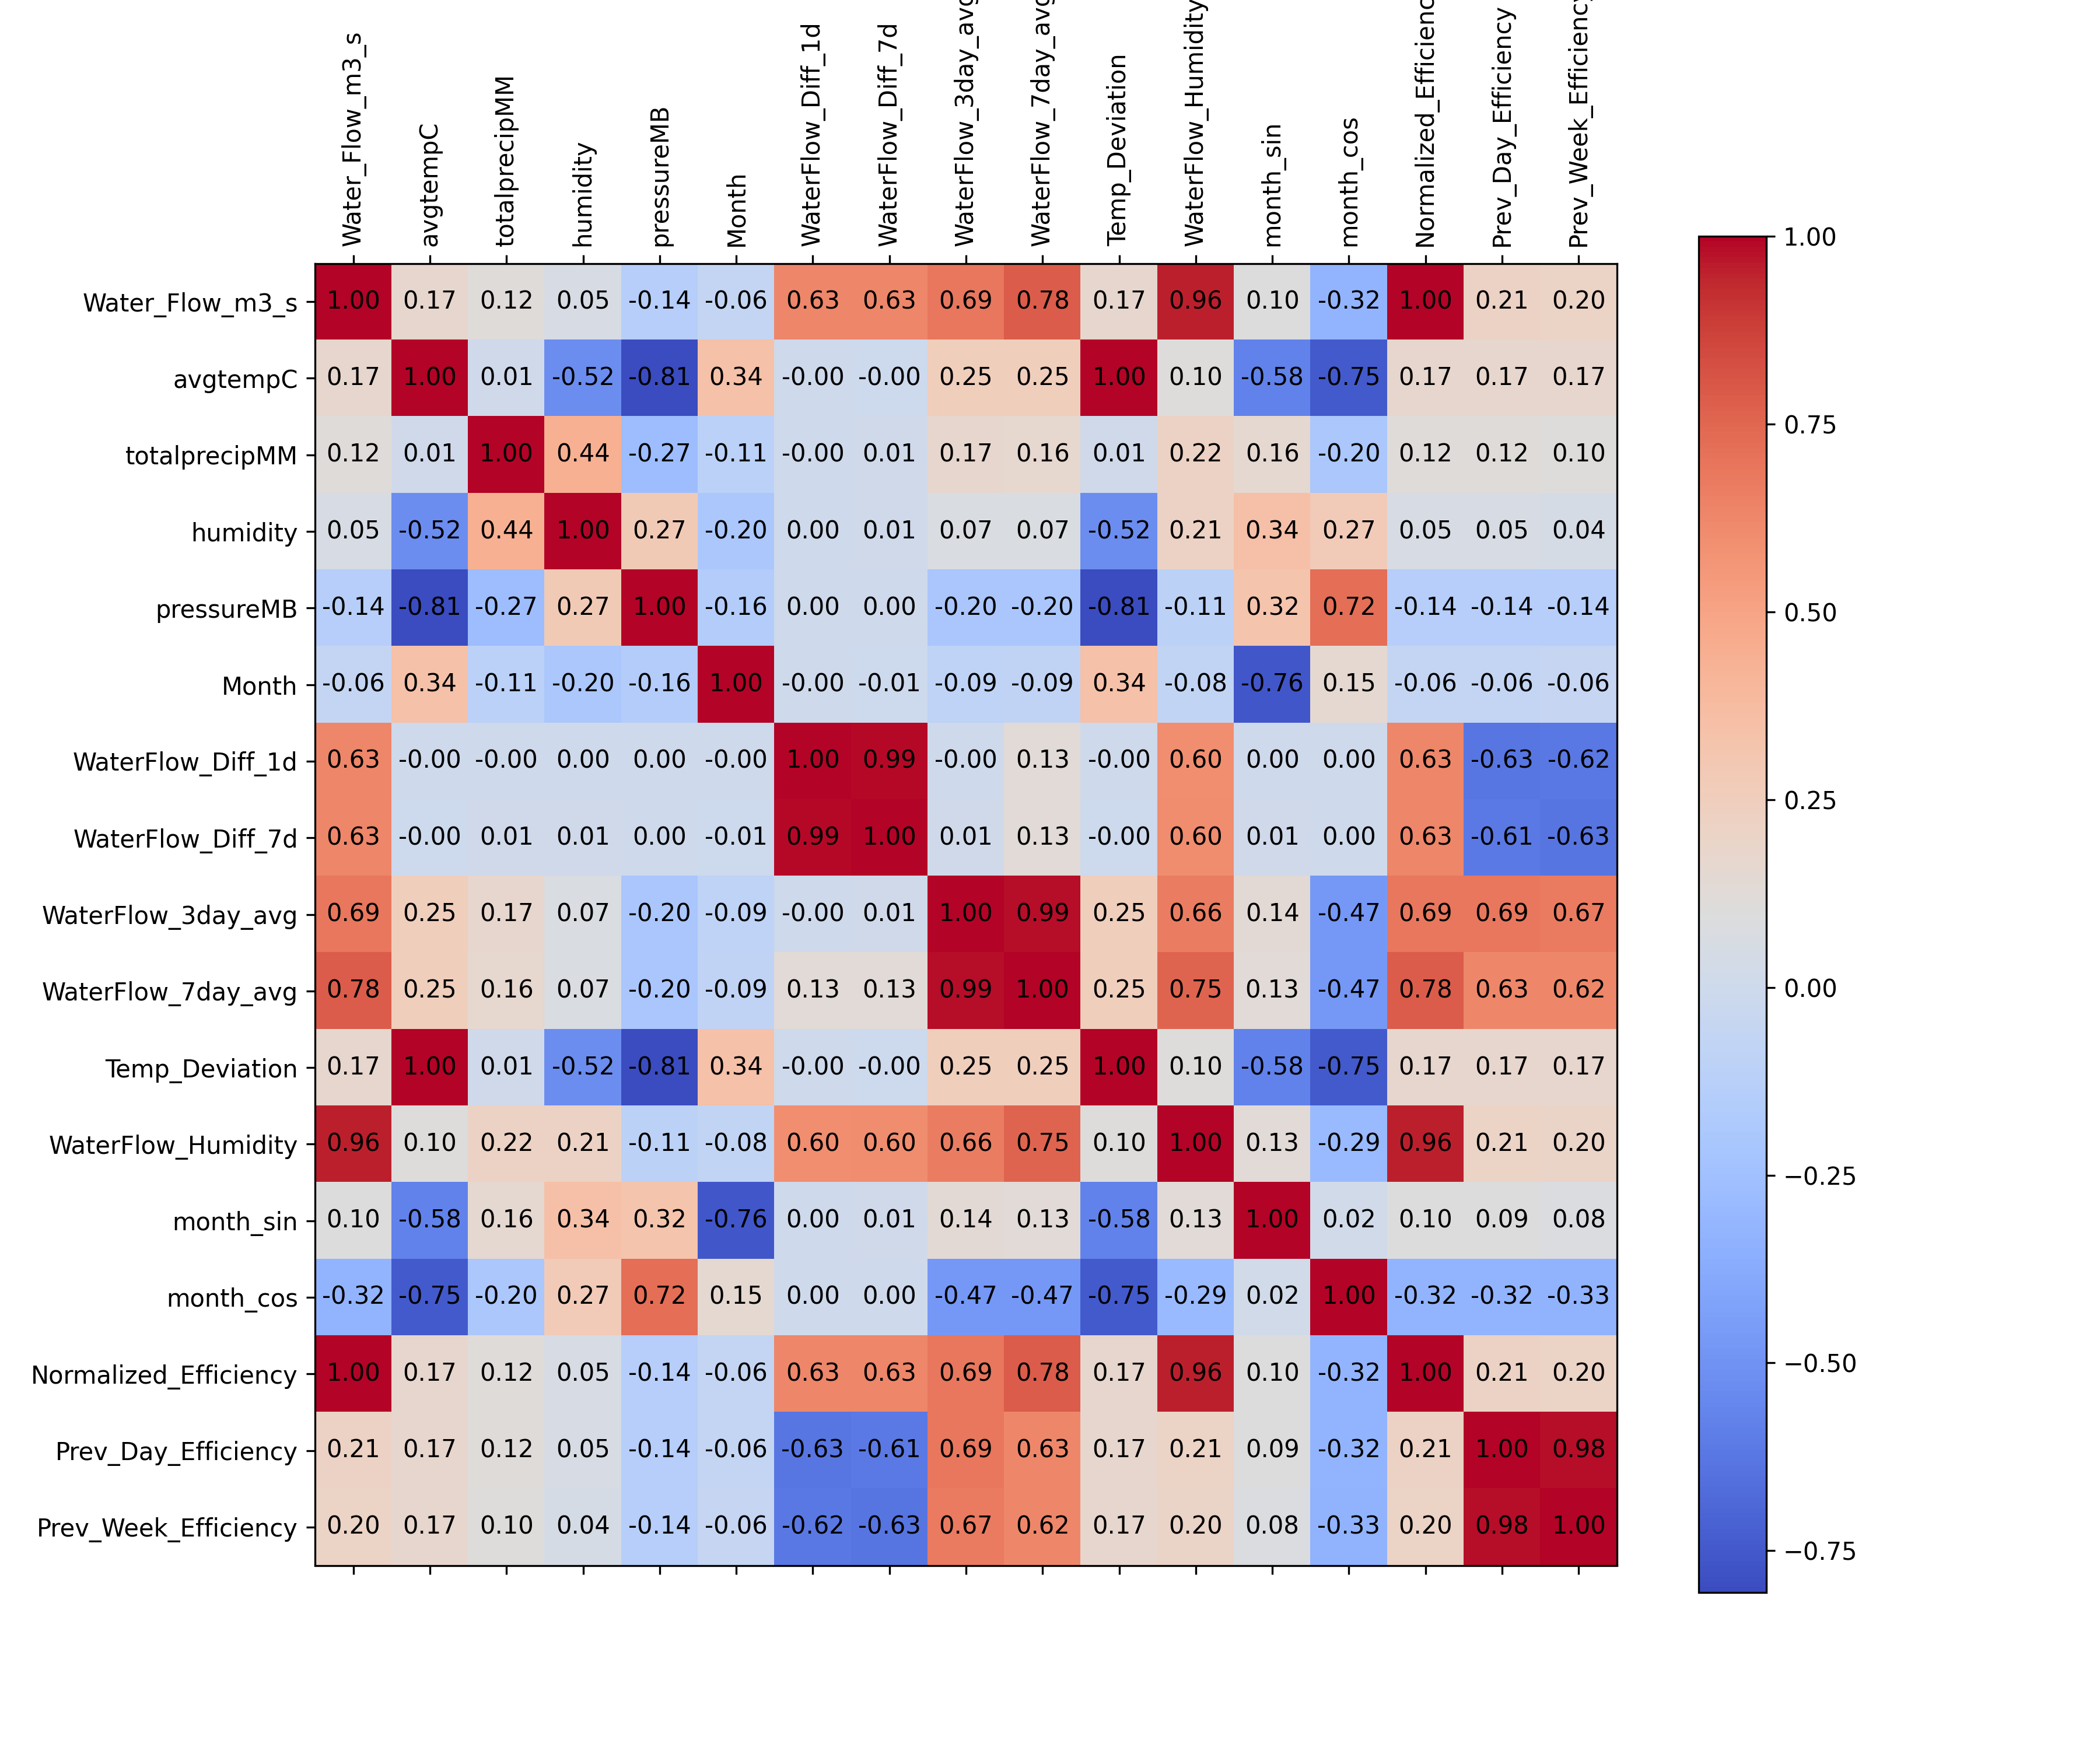 Water_Flow_m3_s avgtempC totalprecipMM humidity pressureMB Month WaterFlow_Diff_1d WaterFlow_Diff_7d WaterFlow_3day_avg WaterFlow_7day_avg Temp_Deviation WaterFlow_Humidity month_sin month_cos Normalized_Efficienc Prev_Day_Efficiency Prev_Week_Efficiency
Water_Flow_m3_s 1.00 0.17 0.12 0.05 -0.14 -0.06 0.63 0.63 0.69 0.78 0.17 0.96 0.10 -0.32 1.00 0.21 0.20
avgtempC 0.17 1.00 0.01 -0.52 -0.81 0.34 -0.00 -0.00 0.25 0.25 1.00 0.10 -0.58 -0.75 0.17 0.17 0.17
totalprecipMM 0.12 0.01 1.00 0.44 -0.27 -0.11 -0.00 0.01 0.17 0.16 0.01 0.22 0.16 -0.20 0.12 0.12 0.10
humidity 0.05 -0.52 0.44 1.00 0.27 -0.20 0.00 0.01 0.07 0.07 -0.52 0.21 0.34 0.27 0.05 0.05 0.04
pressureMB -0.14 -0.81 -0.27 0.27 1.00 -0.16 0.00 0.00 -0.20 -0.20 -0.81 -0.11 0.32 0.72 -0.14 -0.14 -0.14
Month -0.06 0.34 -0.11 -0.20 -0.16 1.00 -0.00 -0.01 -0.09 -0.09 0.34 -0.08 -0.76 0.15 -0.06 -0.06 -0.06
WaterFlow_Diff_1d 0.63 -0.00 -0.00 0.00 0.00 -0.00 1.00 0.99 -0.00 0.13 -0.00 0.60 0.00 0.00 0.63 -0.63 -0.62
WaterFlow_Diff_7d 0.63 -0.00 0.01 0.01 0.00 -0.01 0.99 1.00 0.01 0.13 -0.00 0.60 0.01 0.00 0.63 -0.61 -0.63
WaterFlow_3day_avg 0.69 0.25 0.17 0.07 -0.20 -0.09 -0.00 0.01 1.00 0.99 0.25 0.66 0.14 -0.47 0.69 0.69 0.67
WaterFlow_7day_avg 0.78 0.25 0.16 0.07 -0.20 -0.09 0.13 0.13 0.99 1.00 0.25 0.75 0.13 -0.47 0.78 0.63 0.62
Temp_Deviation 0.17 1.00 0.01 -0.52 -0.81 0.34 -0.00 -0.00 0.25 0.25 1.00 0.10 -0.58 -0.75 0.17 0.17 0.17
WaterFlow_Humidity 0.96 0.10 0.22 0.21 -0.11 -0.08 0.60 0.60 0.66 0.75 0.10 1.00 0.13 -0.29 0.96 0.21 0.20
month_sin 0.10 -0.58 0.16 0.34 0.32 -0.76 0.00 0.01 0.14 0.13 -0.58 0.13 1.00 0.02 0.10 0.09 0.08
month_cos -0.32 -0.75 -0.20 0.27 0.72 0.15 0.00 0.00 -0.47 -0.47 -0.75 -0.29 0.02 1.00 -0.32 -0.32 -0.33
Normalized_Efficiency 1.00 0.17 0.12 0.05 -0.14 -0.06 0.63 0.63 0.69 0.78 0.17 0.96 0.10 -0.32 1.00 0.21 0.20
Prev_Day_Efficiency 0.21 0.17 0.12 0.05 -0.14 -0.06 -0.63 -0.61 0.69 0.63 0.17 0.21 0.09 -0.32 0.21 1.00 0.98
Prev_Week_Efficiency 0.20 0.17 0.10 0.04 -0.14 -0.06 -0.62 -0.63 0.67 0.62 0.17 0.20 0.08 -0.33 0.20 0.98 1.00
1.00
0.75
0.50
0.25
0.00
−0.25
−0.50
−0.75